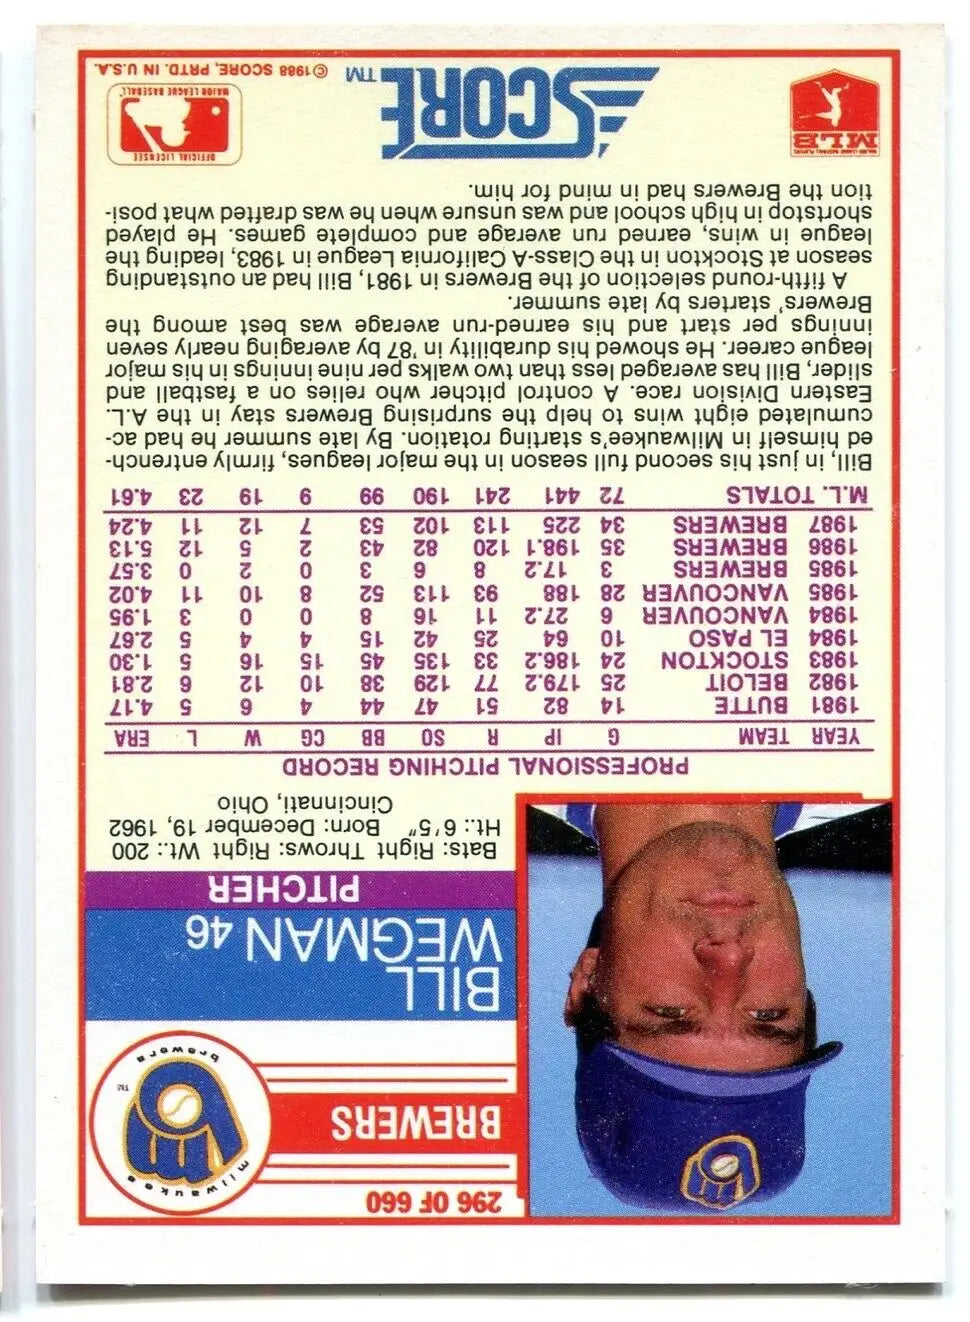 296 OF 660
BREWERS
milwaukee
brewers
TM
BILL
WEGMAN 46
PITCHER
Bats: Right Throws: Right Wt.: 200
Ht.: 6'5" Born: December, 19, 1962
Cincinnati, Ohio
PROFESSIONAL PITCHING RECORD
YEAR TEAM G IP R SO BB CG W L ERA
1981 BUTTE 14 82 51 47 44 4 6 5 4.17
1982 BELOIT 25 179.2 77 129 38 10 12 6 2.81
1983 STOCKTON 24 186.2 33 135 45 15 16 5 1.30
1984 EL PASO 10 64 25 42 15 4 4 5 2.67
1984 VANCOUVER 6 27.2 11 16 8 0 0 3 1.95
1985 VANCOUVER 28 188 93 113 52 8 10 11 4.02
1985 BREWERS 3 17.2 8 6 3 0 2 0 3.57
1986 BREWERS 35 198.1 120 82 43 2 5 12 5.13
1987 BREWERS 34 225 113 102 53 7 12 11 4.24
M.L. TOTALS 72 441 241 190 99 9 19 23 4.61
Bill, in just his second full season in the major leagues, firmly entrench-
ed himself in Milwaukee's starting rotation. By late summer he had ac-
cumulated eight wins to help the surprising Brewers stay in the A.L.
Eastern Division race. A control pitcher who relies on a fastball and
slider, Bill has averaged less than two walks per nine innings in his major
league career. He showed his durability in '87 by averaging nearly seven
innings per start and his earned-run average was best among the
Brewers' starters by late summer.
A fifth-round selection of the Brewers in 1981, Bill had an outstanding
season at Stockton in the Class-A California League in 1983, leading the
league in wins, earned run average and complete games. He played
shortstop in high school and was unsure when he was drafted what posi-
tion the Brewers had in mind for him.
MAJOR LEAGUE BASEBALL PLAYERS
MLB
SCORE™
OFFICIAL LICENSEE
MAJOR LEAGUE BASEBALL
© 1988 SCORE, PRTD. IN U.S.A.